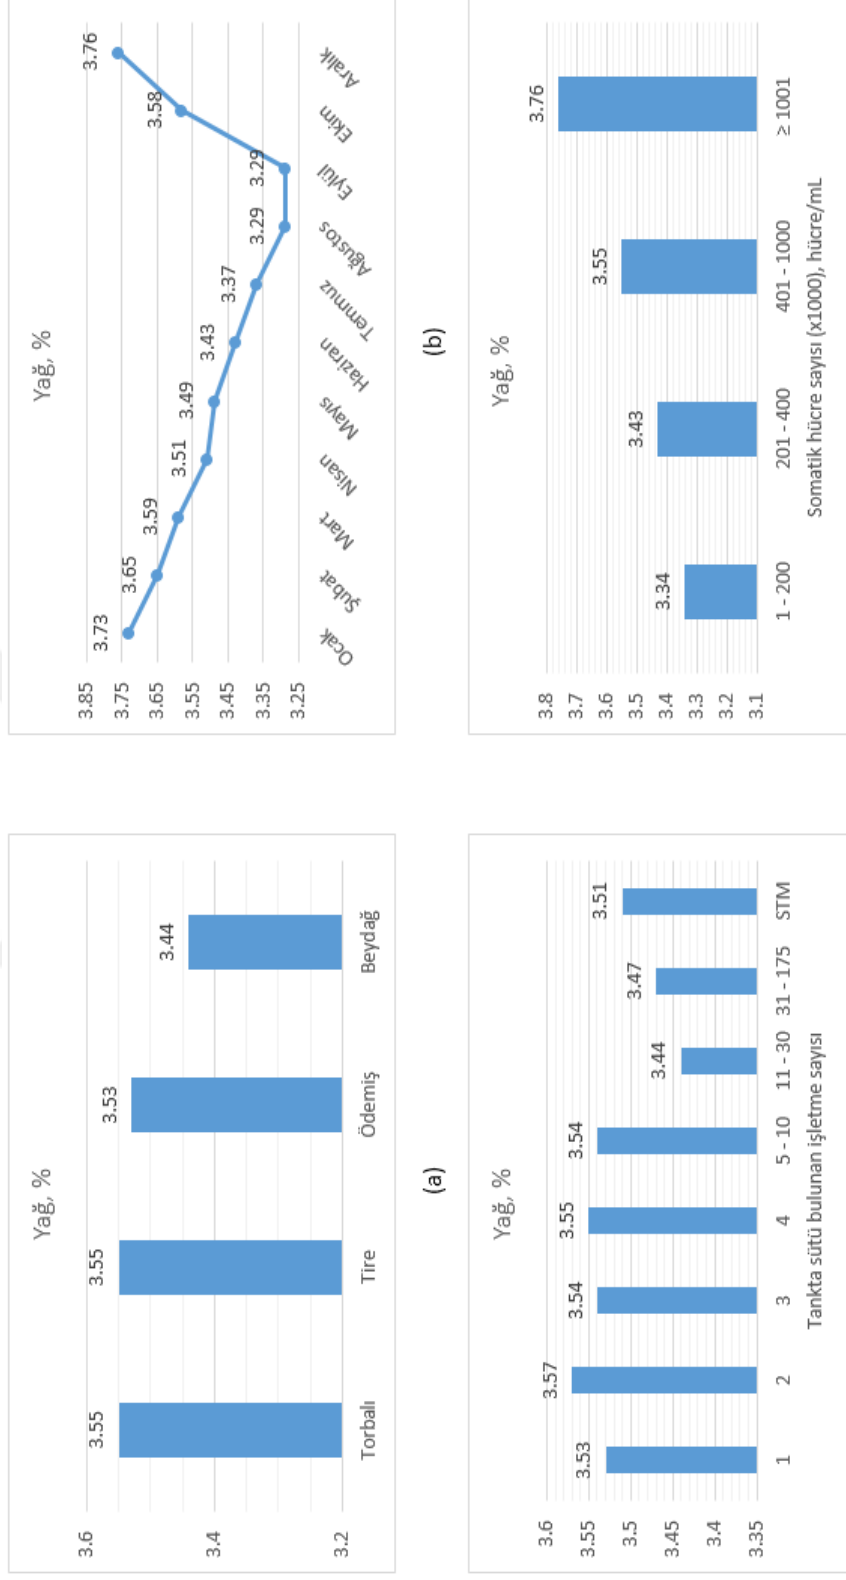 Yağ, %
3.6
3.4
3.2
3.55
3.55
3.53
3.44
Torbalı
Tire
Ödemiş
Beydağ
(a)
Yağ, %
3.85
3.75
3.65
3.55
3.45
3.35
3.25
3.73
3.65
3.59
3.51
3.49
3.43
3.37
3.29
3.29
3.58
3.76
Ocak
Şubat
Mart
Nisan
Mayıs
Haziran
Temmuz
Ağustos
Eylül
Ekim
Aralık
(b)
Yağ, %
3.6
3.55
3.5
3.45
3.4
3.35
3.53
3.57
3.54
3.55
3.54
3.44
3.47
3.51
1
2
3
4
5 - 10
11 - 30
31 - 175
STM
Tankta sütü bulunan işletme sayısı
Yağ, %
3.8
3.7
3.6
3.5
3.4
3.3
3.2
3.1
3.34
3.43
3.55
3.76
1 - 200
201 - 400
401 - 1000
≥ 1001
Somatik hücre sayısı (x1000), hücre/mL